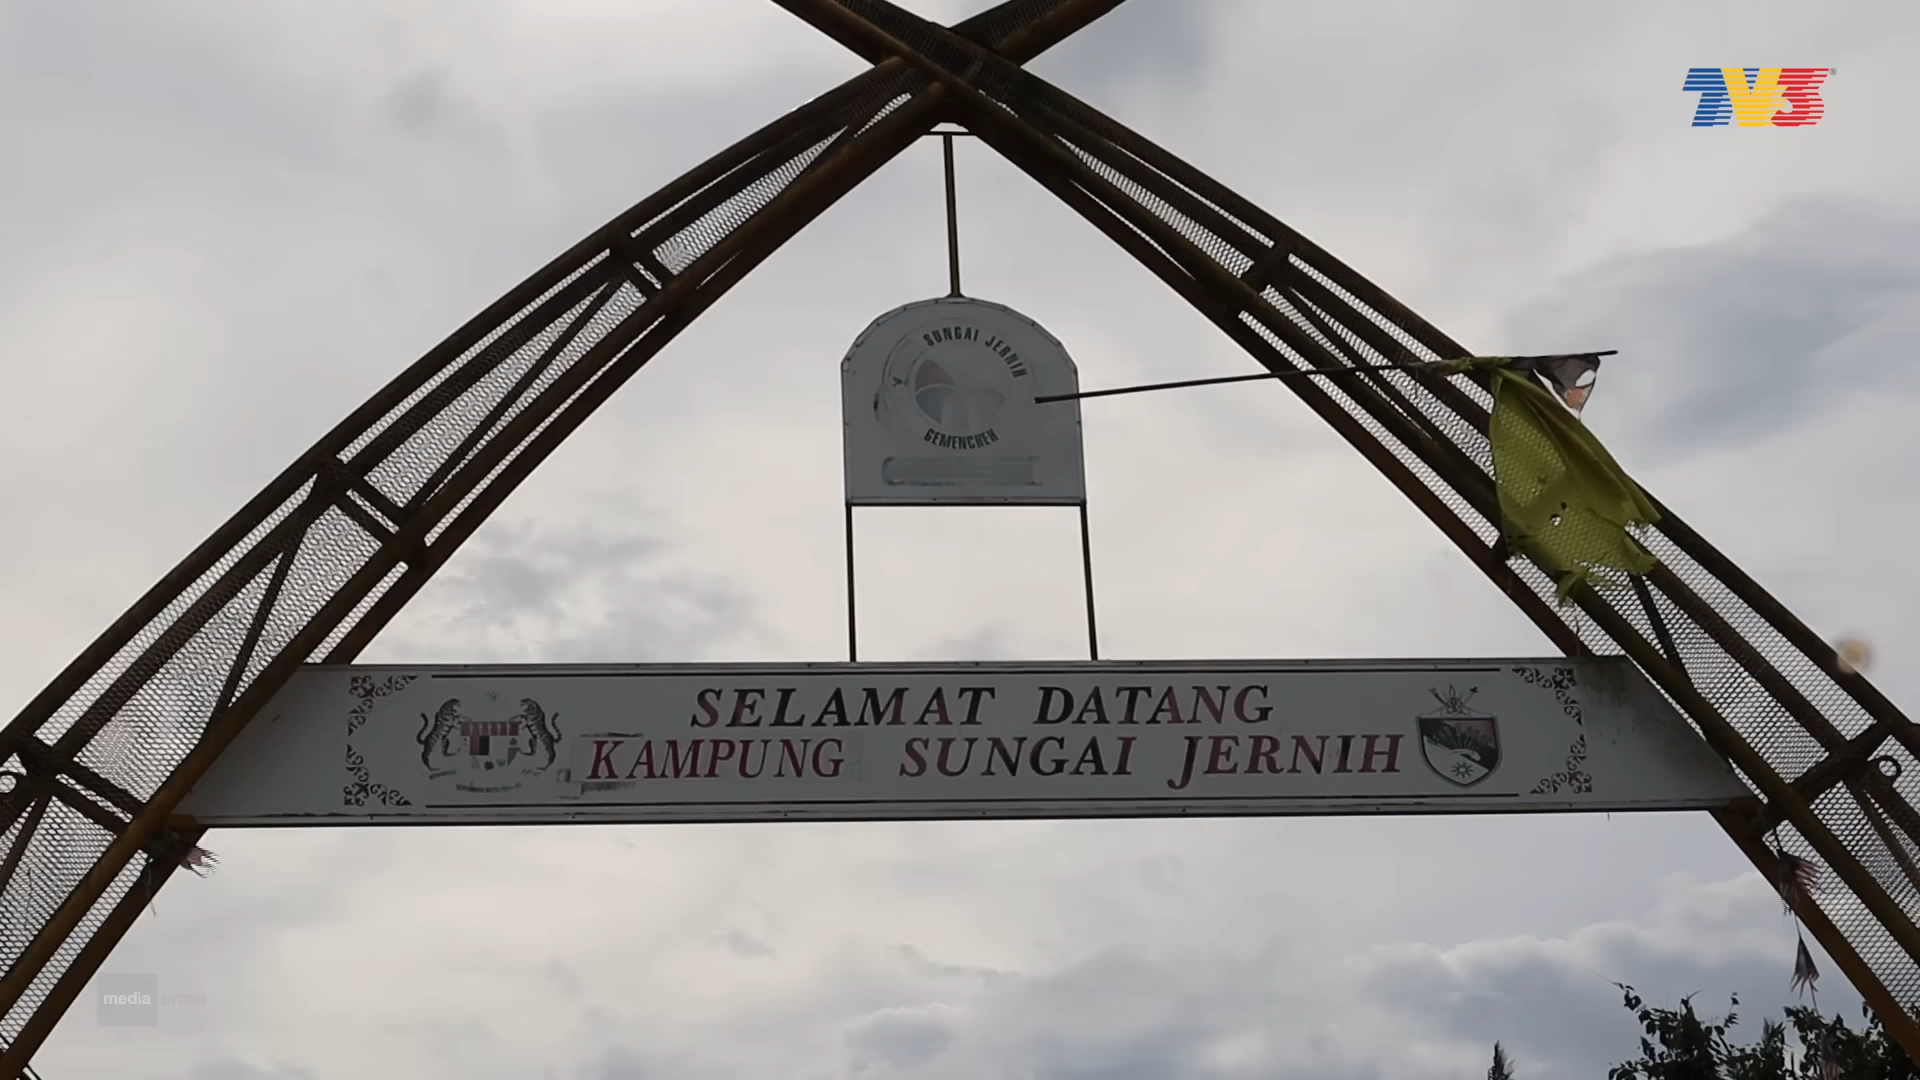 TV3
SUNGAI JERNIH
GEMENCHEH
SELAMAT DATANG
KAMPUNG SUNGAI JERNIH
media prima